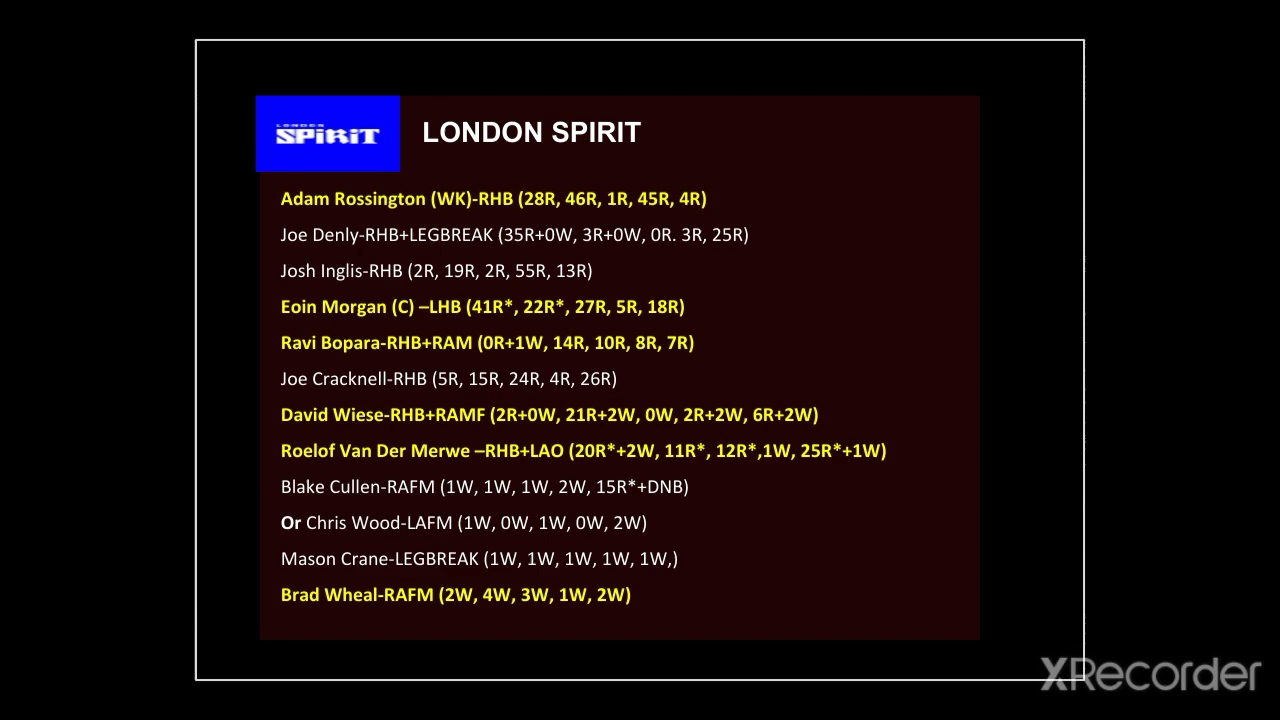 LONDON
SPIRIT
LONDON SPIRIT
Adam Rossington (WK)-RHB (28R, 46R, 1R, 45R, 4R)
Joe Denly-RHB+LEGBREAK (35R+0W, 3R+0W, 0R. 3R, 25R)
Josh Inglis-RHB (2R, 19R, 2R, 55R, 13R)
Eoin Morgan (C) –LHB (41R*, 22R*, 27R, 5R, 18R)
Ravi Bopara-RHB+RAM (0R+1W, 14R, 10R, 8R, 7R)
Joe Cracknell-RHB (5R, 15R, 24R, 4R, 26R)
David Wiese-RHB+RAMF (2R+0W, 21R+2W, 0W, 2R+2W, 6R+2W)
Roelof Van Der Merwe –RHB+LAO (20R*+2W, 11R*, 12R*,1W, 25R*+1W)
Blake Cullen-RAFM (1W, 1W, 1W, 2W, 15R*+DNB)
Or Chris Wood-LAFM (1W, 0W, 1W, 0W, 2W)
Mason Crane-LEGBREAK (1W, 1W, 1W, 1W, 1W,)
Brad Wheal-RAFM (2W, 4W, 3W, 1W, 2W)
XRecorder